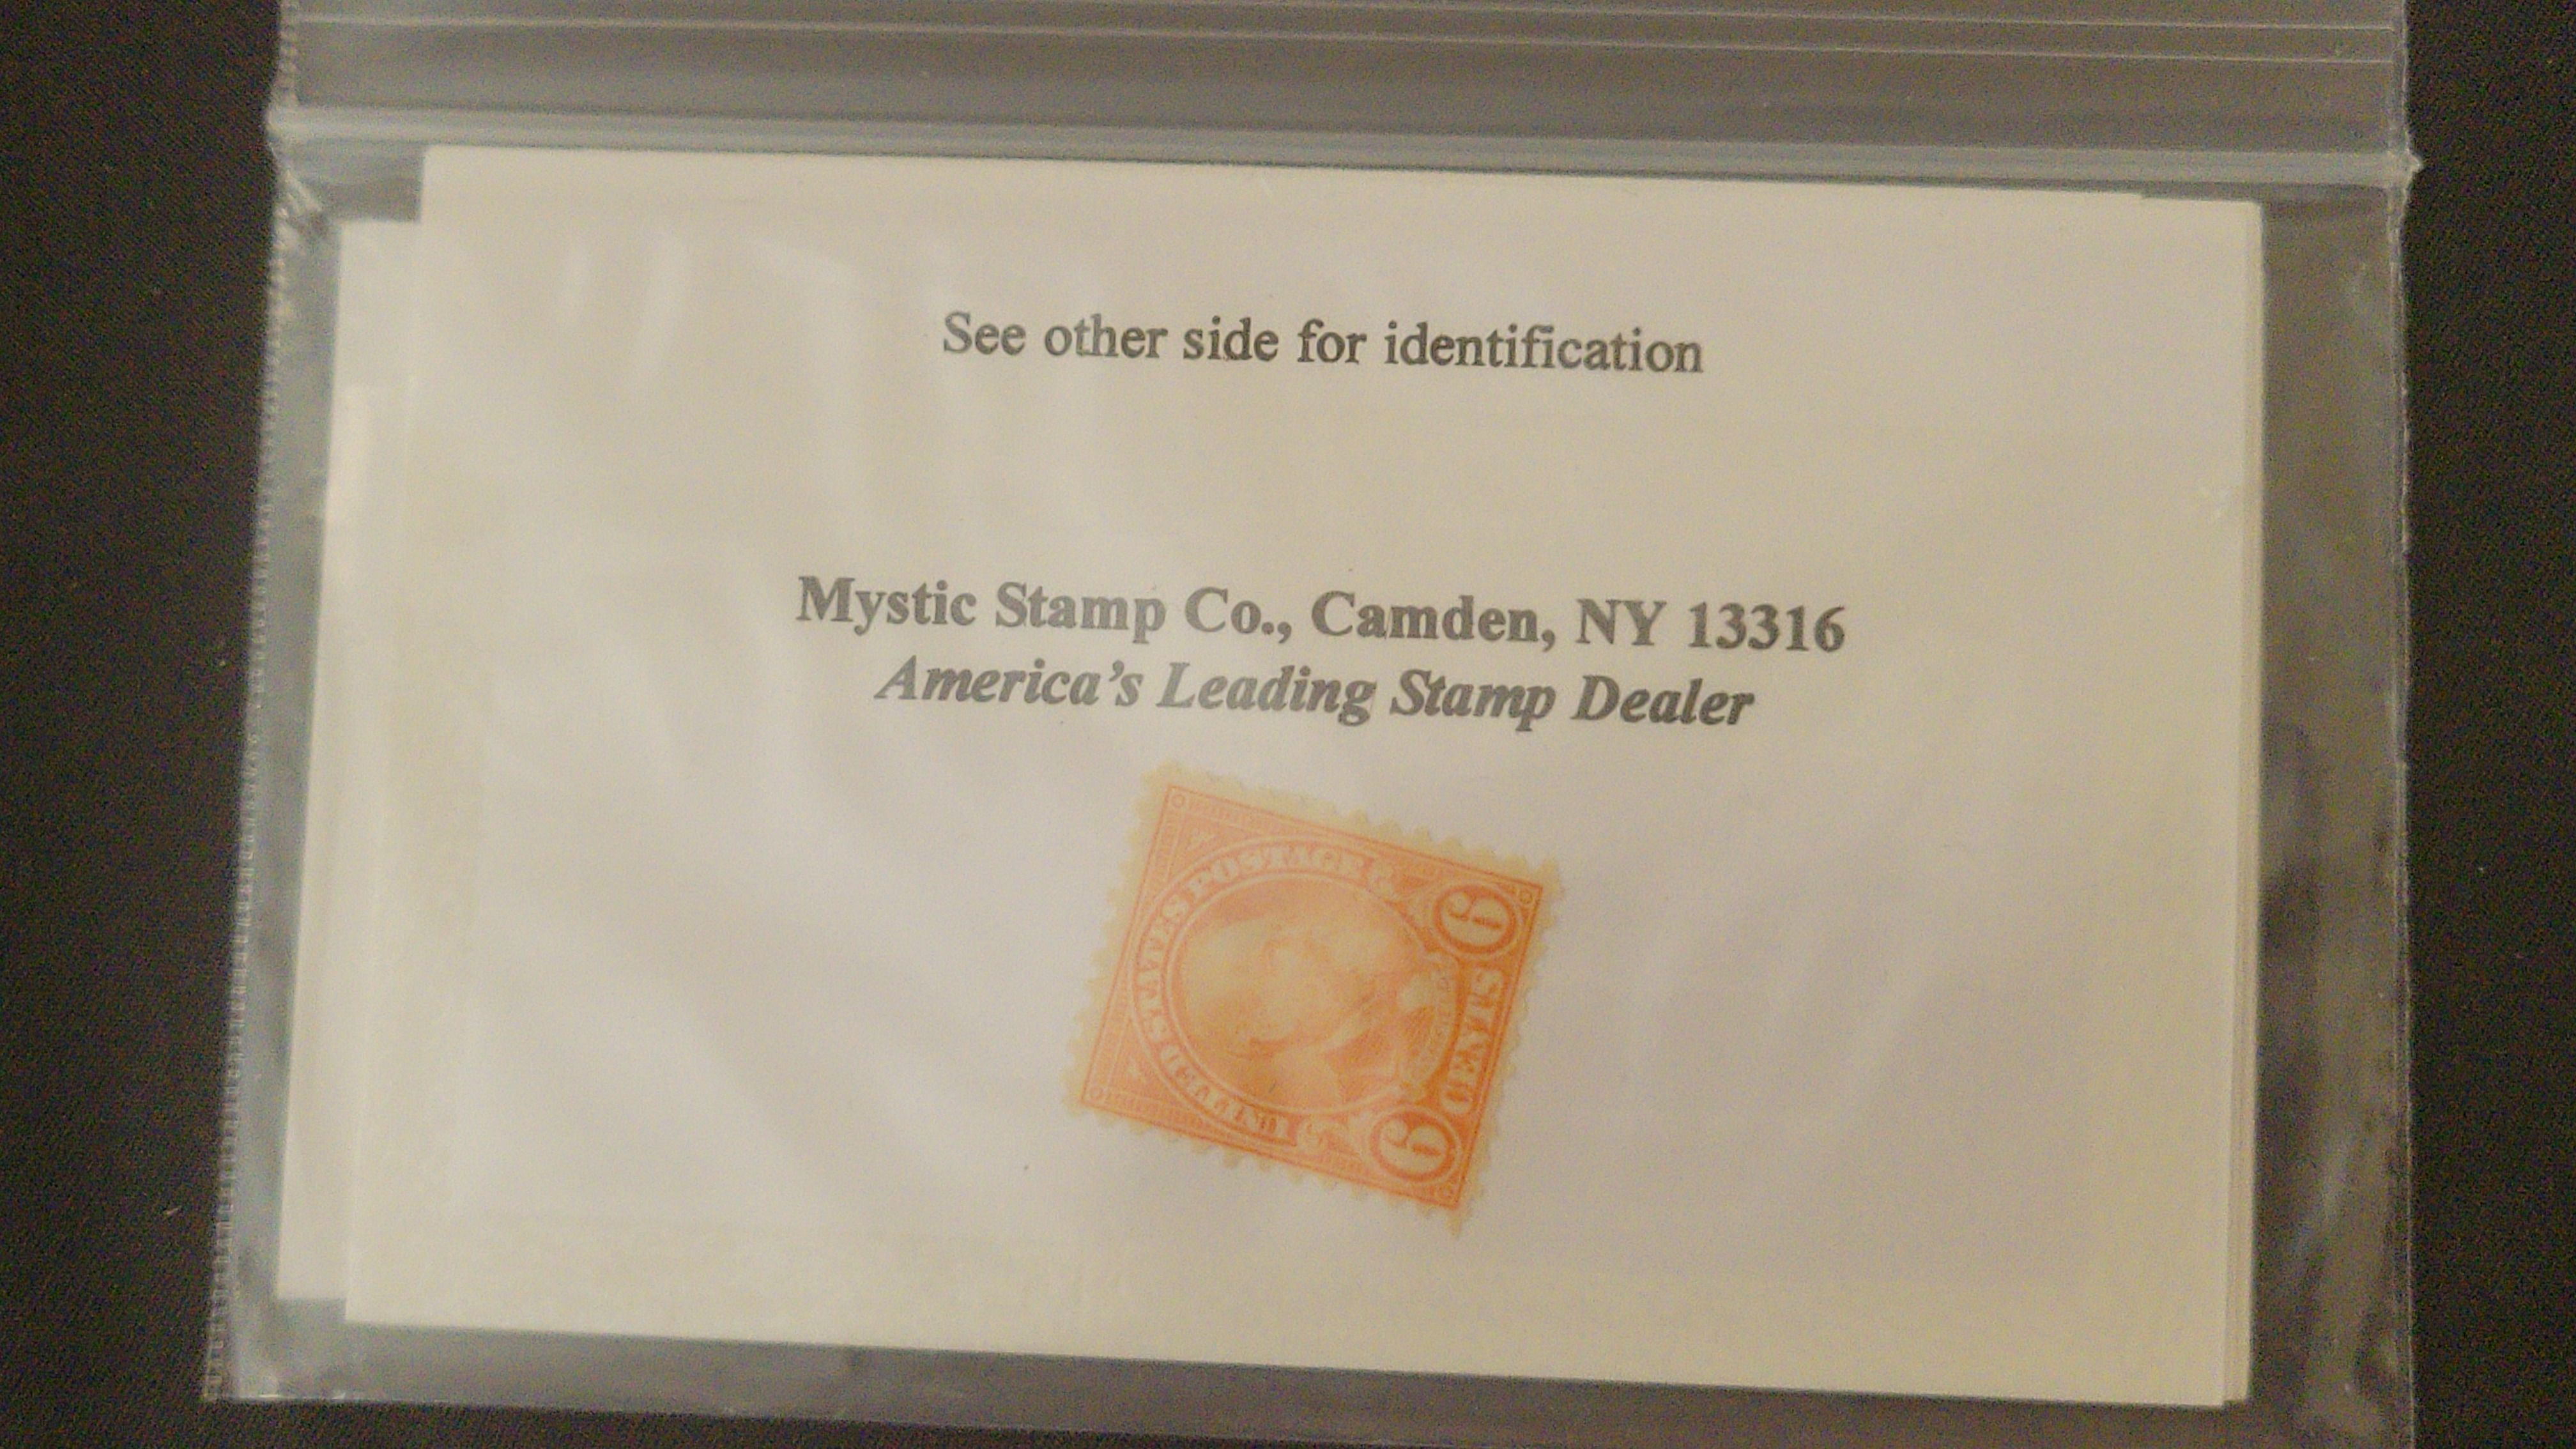 See other side for identification
Mystic Stamp Co., Camden, NY 13316
America's Leading Stamp Dealer
UNITED STATES POSTAGE
6 CENTS 6